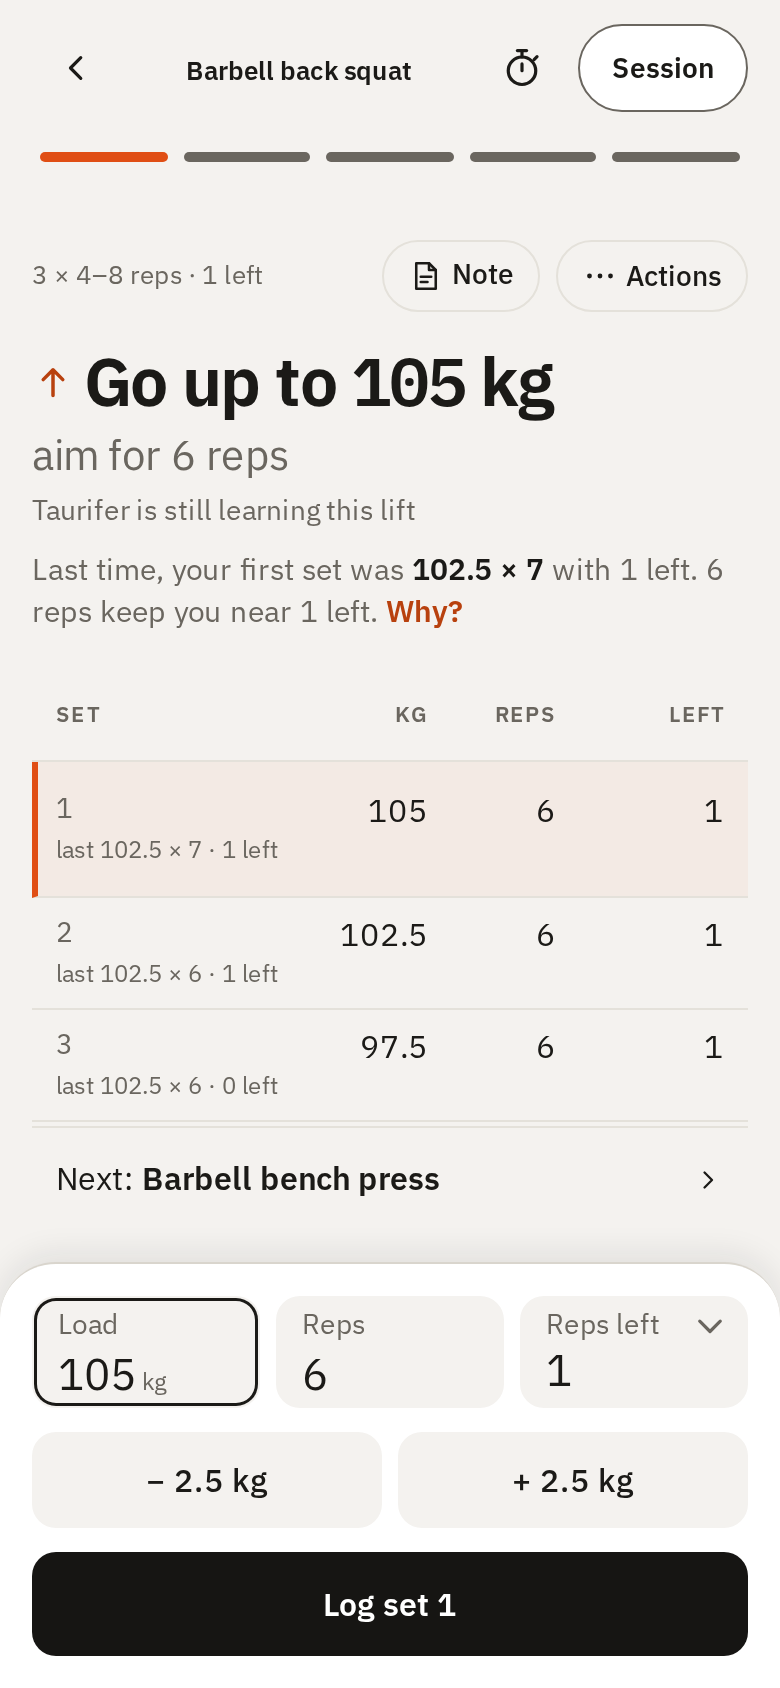 Barbell back squat
Session
3 × 4–8 reps · 1 left
Note
··· Actions
↑ Go up to 105 kg
aim for 6 reps
Taurifer is still learning this lift
Last time, your first set was 102.5 × 7 with 1 left. 6
reps keep you near 1 left. Why?
SET KG REPS LEFT
1 105 6 1
last 102.5 × 7 · 1 left
2 102.5 6 1
last 102.5 × 6 · 1 left
3 97.5 6 1
last 102.5 × 6 · 0 left
Next: Barbell bench press
Load Reps Reps left
105 kg 6 1
− 2.5 kg + 2.5 kg
Log set 1